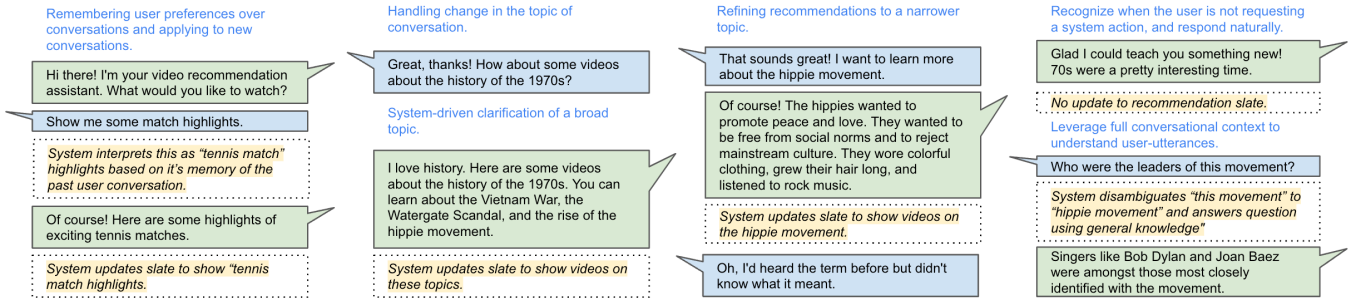 Remembering user preferences over
conversations and applying to new
conversations.
Hi there! I'm your video recommendation
assistant. What would you like to watch?
Show me some match highlights.
System interprets this as “tennis match”
highlights based on it’s memory of the
past user conversation.
Of course! Here are some highlights of
exciting tennis matches.
System updates slate to show “tennis
match highlights.
Handling change in the topic of
conversation.
Great, thanks! How about some videos
about the history of the 1970s?
System-driven clarification of a broad
topic.
I love history. Here are some videos
about the history of the 1970s. You can
learn about the Vietnam War, the
Watergate Scandal, and the rise of the
hippie movement.
System updates slate to show videos on
these topics.
Refining recommendations to a narrower
topic.
That sounds great! I want to learn more
about the hippie movement.
Of course! The hippies wanted to
promote peace and love. They wanted to
be free from social norms and to reject
mainstream culture. They wore colorful
clothing, grew their hair long, and
listened to rock music.
System updates slate to show videos on
the hippie movement.
Oh, I'd heard the term before but didn't
know what it meant.
Recognize when the user is not requesting
a system action, and respond naturally.
Glad I could teach you something new!
70s were a pretty interesting time.
No update to recommendation slate.
Leverage full conversational context to
understand user-utterances.
Who were the leaders of this movement?
System disambiguates “this movement” to
“hippie movement” and answers question
using general knowledge"
Singers like Bob Dylan and Joan Baez
were amongst those most closely
identified with the movement.